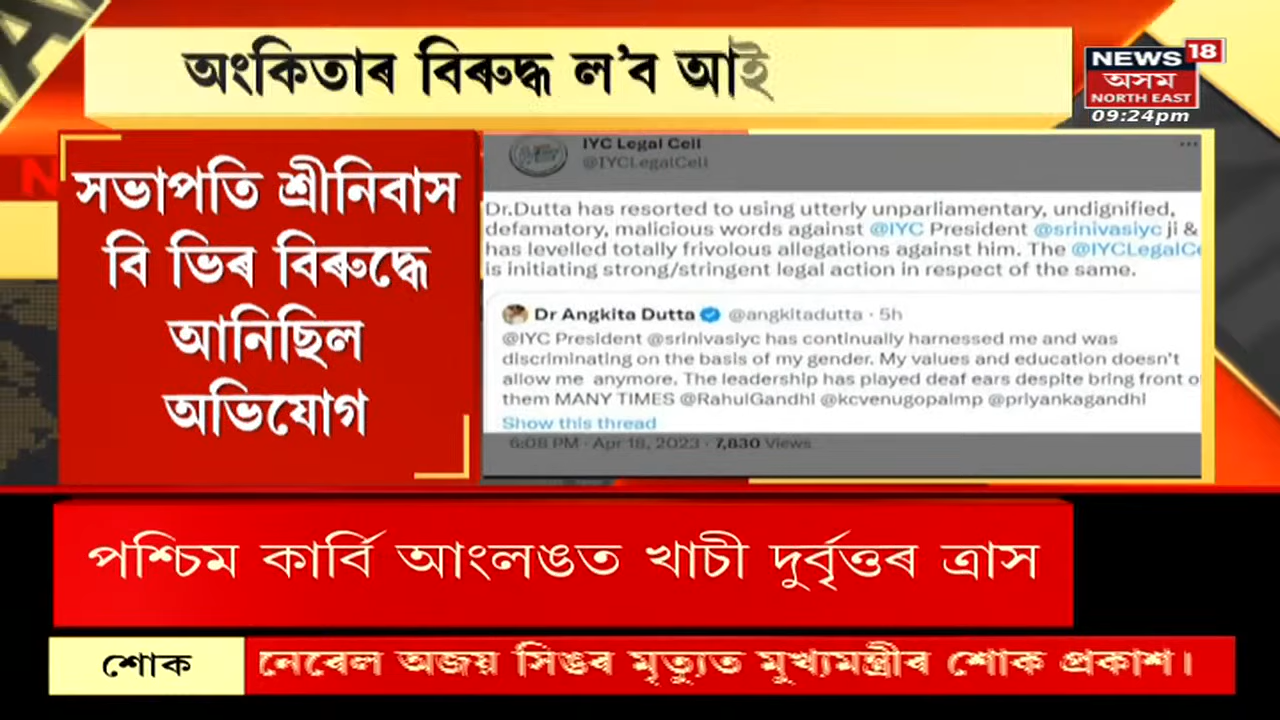 অংকিতাৰ বিৰুদ্ধ ল'ব আই
NEWS 18
অসম
NORTH EAST
09:24pm
সভাপতি শ্ৰীনিবাস
বি ভিৰ বিৰুদ্ধে
আনিছিল
অভিযোগ
IYC Legal Cell
@IYCLegalCell
Dr.Dutta has resorted to using utterly unparliamentary, undignified,
defamatory, malicious words against @IYC President @srinivasiyc ji &
has levelled totally frivolous allegations against him. The @IYCLegalCe
is initiating strong/stringent legal action in respect of the same.
Dr Angkita Dutta @angkitadutta · 5h
@IYC President @srinivasiyc has continually harnessed me and was
discriminating on the basis of my gender. My values and education doesn't
allow me anymore. The leadership has played deaf ears despite bring front o
them MANY TIMES @RahulGandhi @kcvenugopalmp @priyankagandhi
Show this thread
6:08 PM · Apr 18, 2023 · 7,830 Views
পশ্চিম কাৰ্বি আংলঙত খাচী দুৰ্বৃত্তৰ ত্ৰাস
শোক
নেৰেল অজয় সিঙৰ মৃত্যুত মুখ্যমন্ত্ৰীৰ শোক প্ৰকাশ।